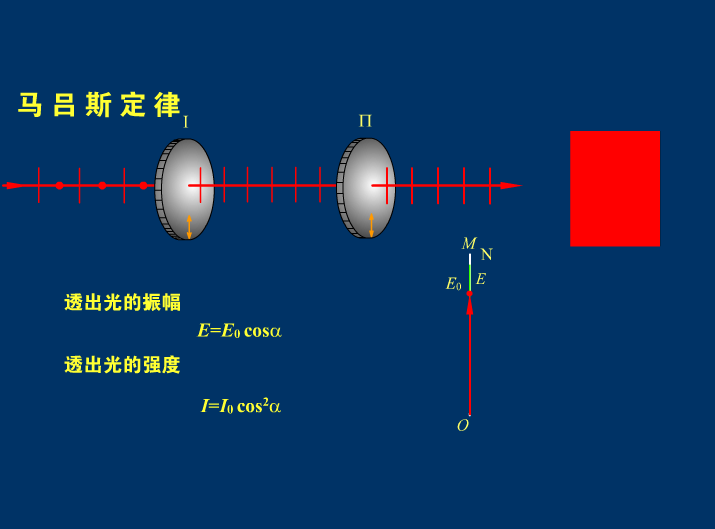 马吕斯定律
I
П
M
N
E₀
E
透出光的振幅
E=E₀ cosα
透出光的强度
I=I₀ cos²α
O